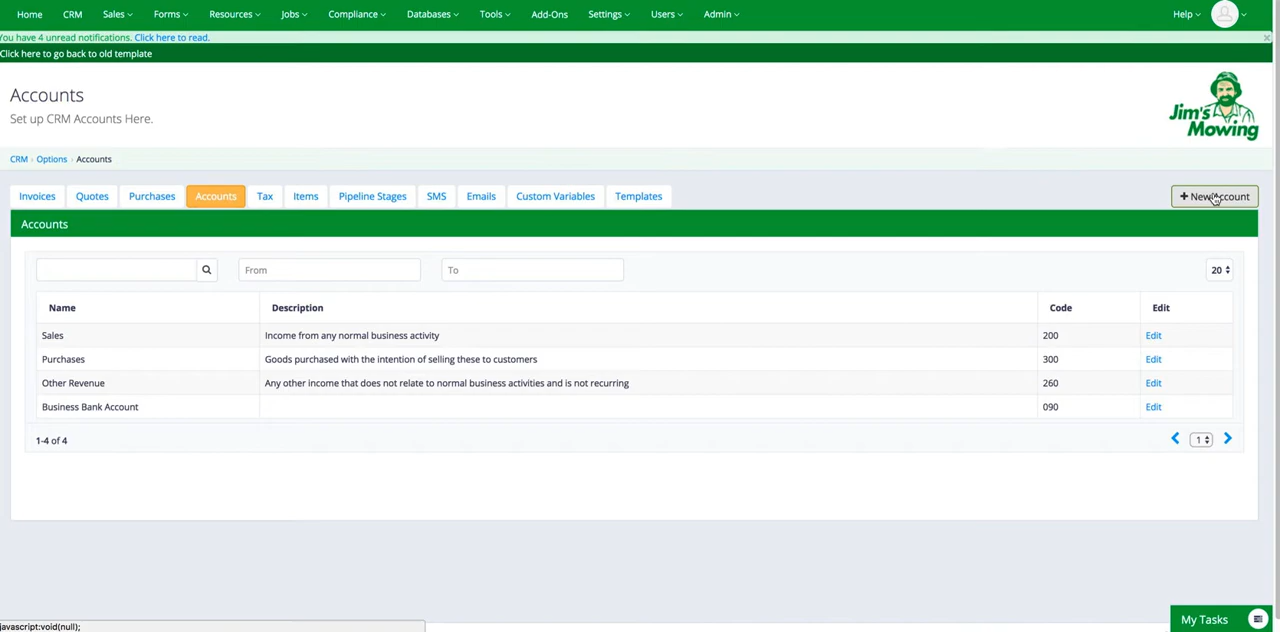 Home CRM Sales Forms Resources Jobs Compliance Databases Tools Add-Ons Settings Users Admin Help
You have 4 unread notifications. Click here to read. ×
Click here to go back to old template
Accounts
Set up CRM Accounts Here.
Jim's
Mowing
CRM › Options › Accounts
Invoices Quotes Purchases Accounts Tax Items Pipeline Stages SMS Emails Custom Variables Templates + New Account
Accounts
From To 20
Name Description Code Edit
Sales Income from any normal business activity 200 Edit
Purchases Goods purchased with the intention of selling these to customers 300 Edit
Other Revenue Any other income that does not relate to normal business activities and is not recurring 260 Edit
Business Bank Account 090 Edit
1-4 of 4 1
My Tasks
javascript:void(null);